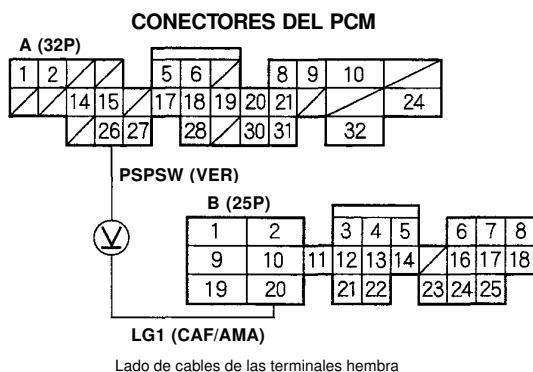 CONECTORES DEL PCM
A (32P)
1 2 5 6 8 9 10
14 15 17 18 19 20 21 24
26 27 28 30 31 32
PSPSW (VER)
B (25P)
V
1 2 3 4 5 6 7 8
9 10 11 12 13 14 16 17 18
19 20 21 22 23 24 25
LG1 (CAF/AMA)
Lado de cables de las terminales hembra